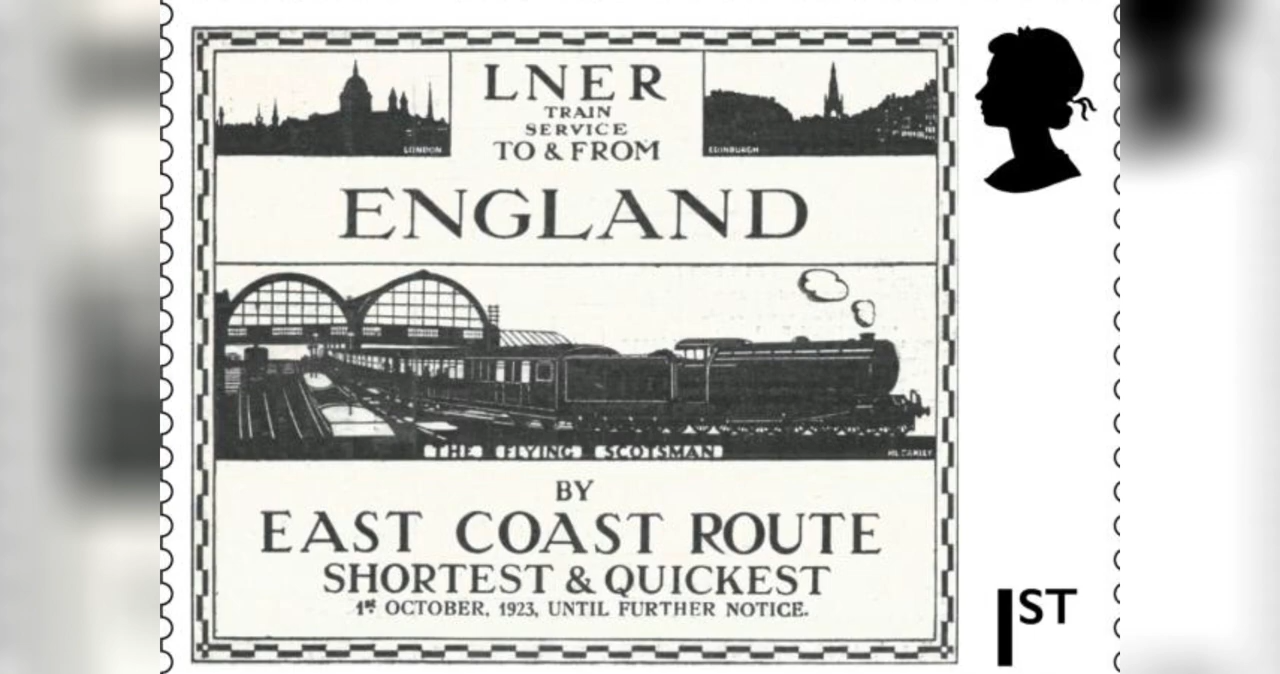 LNER
TRAIN
SERVICE
TO & FROM
LONDON
EDINBURGH
ENGLAND
THE FLYING SCOTSMAN
BY
EAST COAST ROUTE
SHORTEST & QUICKEST
1st OCTOBER, 1923, UNTIL FURTHER NOTICE.
1ST